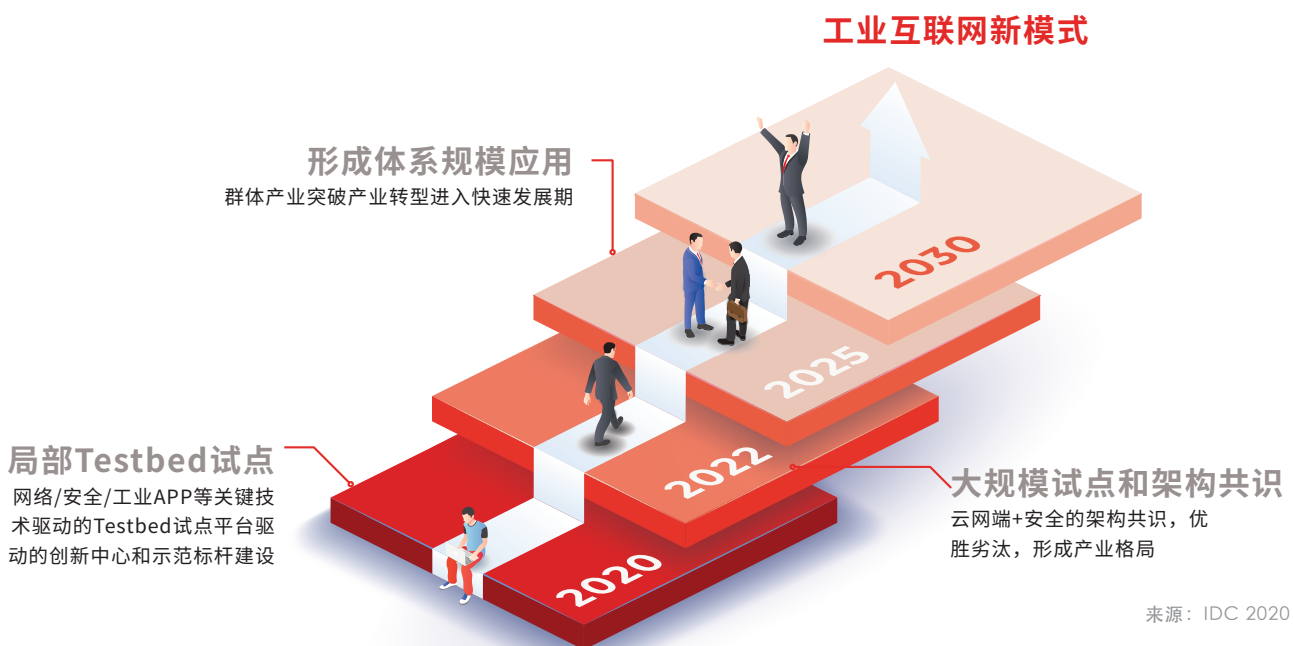 工业互联网新模式
形成体系规模应用
群体产业突破产业转型进入快速发展期
2030
2025
2022
2020
局部Testbed试点
网络/安全/工业APP等关键技
术驱动的Testbed试点平台驱
动的创新中心和示范标杆建设
大规模试点和架构共识
云网端+安全的架构共识，优
胜劣汰，形成产业格局
来源：IDC 2020